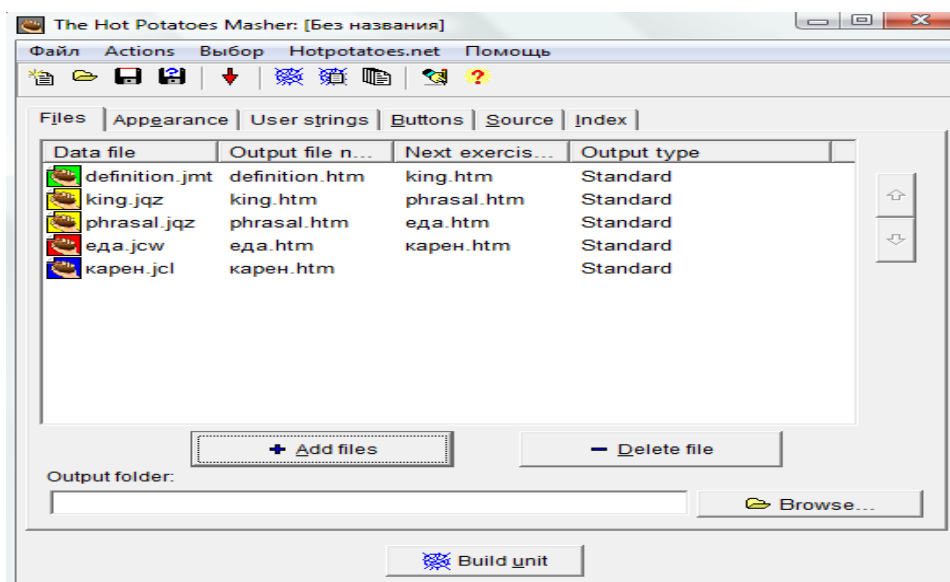 The Hot Potatoes Masher: [Без названия]
Файл Actions Выбор Hotpotatoes.net Помощь
Files Appearance User strings Buttons Source Index
Data file Output file n... Next exercis... Output type
definition.jmt definition.htm king.htm Standard
king.jqz king.htm phrasal.htm Standard
phrasal.jqz phrasal.htm еда.htm Standard
еда.jcw еда.htm карен.htm Standard
карен.jcl карен.htm Standard
+ Add files − Delete file
Output folder:
Browse...
Build unit